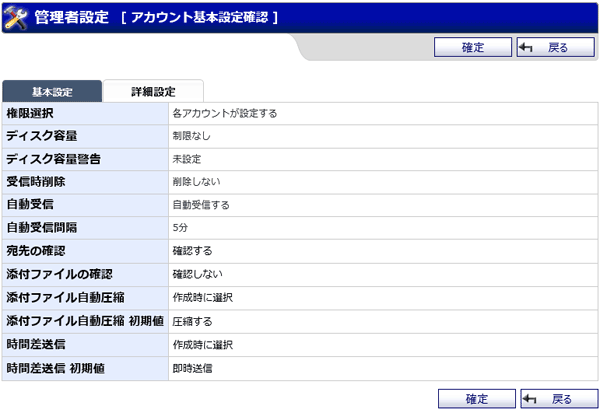 管理者設定 [ アカウント基本設定確認 ]
確定 戻る
基本設定 詳細設定
権限選択 各アカウントが設定する
ディスク容量 制限なし
ディスク容量警告 未設定
受信時削除 削除しない
自動受信 自動受信する
自動受信間隔 5分
宛先の確認 確認する
添付ファイルの確認 確認しない
添付ファイル自動圧縮 作成時に選択
添付ファイル自動圧縮 初期値 圧縮する
時間差送信 作成時に選択
時間差送信 初期値 即時送信
確定 戻る